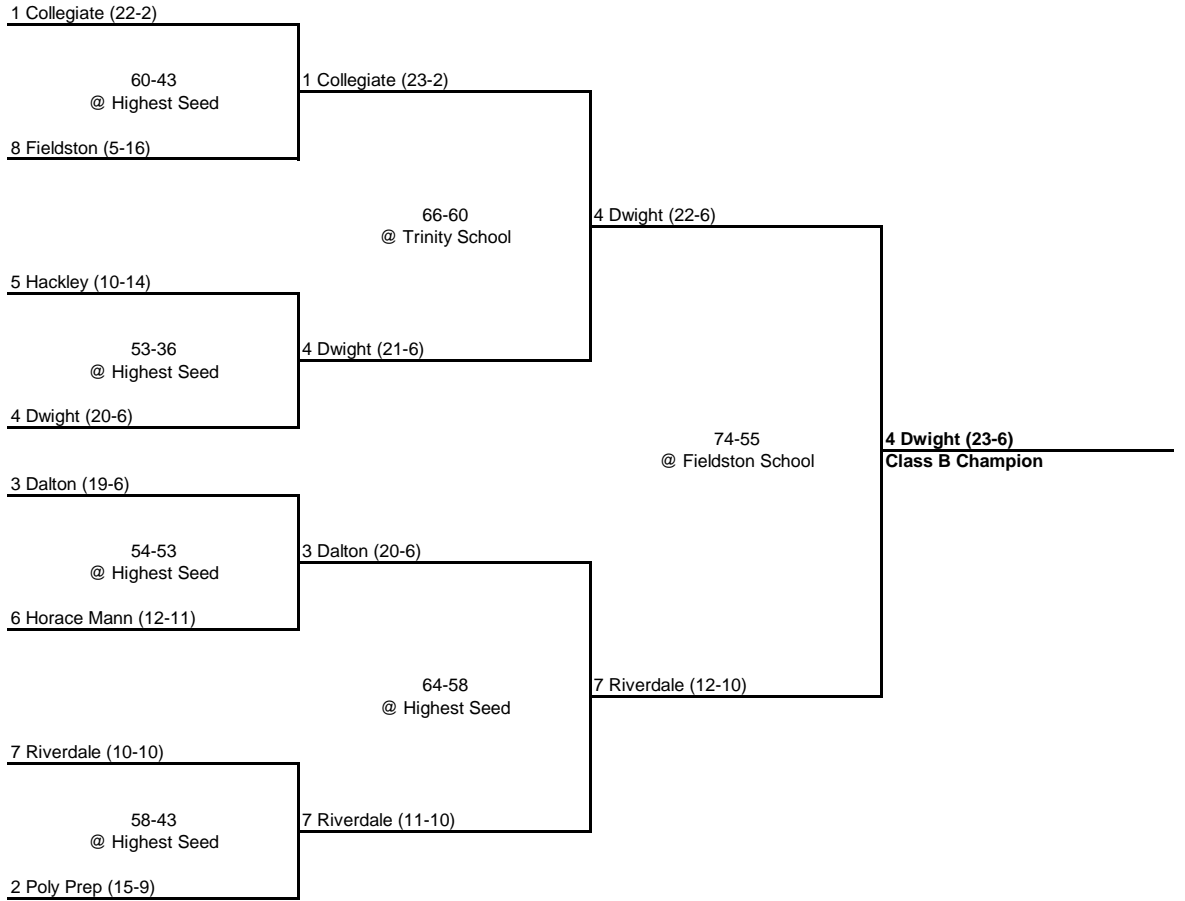 1 Collegiate (22-2)
60-43
@ Highest Seed
1 Collegiate (23-2)
8 Fieldston (5-16)
66-60
@ Trinity School
4 Dwight (22-6)
5 Hackley (10-14)
53-36
@ Highest Seed
4 Dwight (21-6)
4 Dwight (20-6)
74-55
@ Fieldston School
4 Dwight (23-6)
Class B Champion
3 Dalton (19-6)
54-53
@ Highest Seed
3 Dalton (20-6)
6 Horace Mann (12-11)
64-58
@ Highest Seed
7 Riverdale (12-10)
7 Riverdale (10-10)
58-43
@ Highest Seed
7 Riverdale (11-10)
2 Poly Prep (15-9)